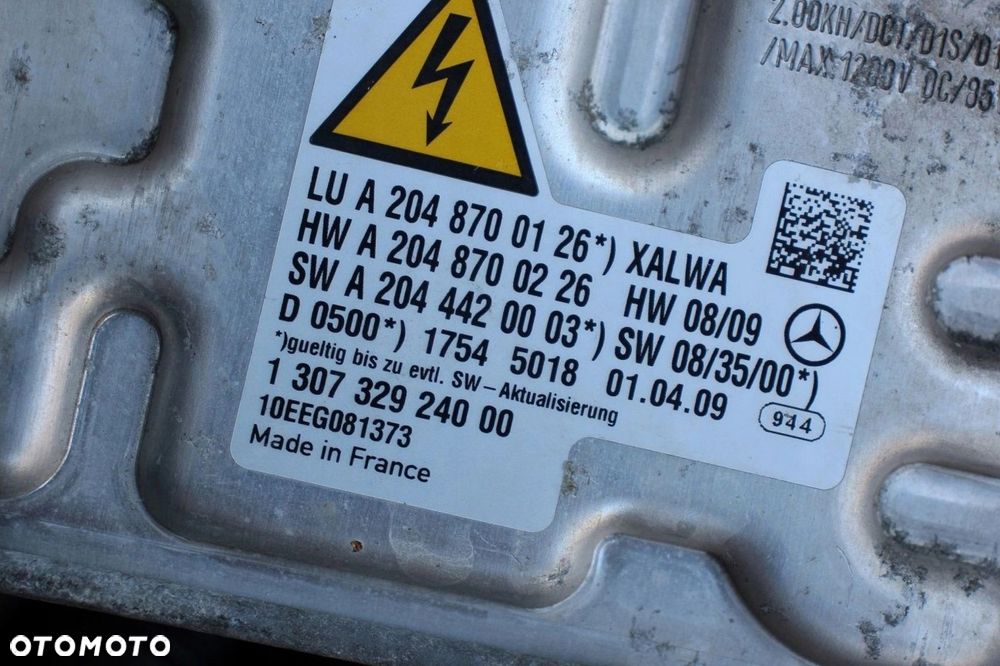 2.00KH/DCT/D1S/D1
/MAX 1200V DC/95
LU A 204 870 01 26*) XALWA
HW A 204 870 02 26 HW 08/09
SW A 204 442 00 03*) SW 08/35/00*)
D 0500*) 1754 5018 01.04.09
*)gueltig bis zu evtl. SW-Aktualisierung
944
1 307 329 240 00
10EEG081373
Made in France
OTOMOTO